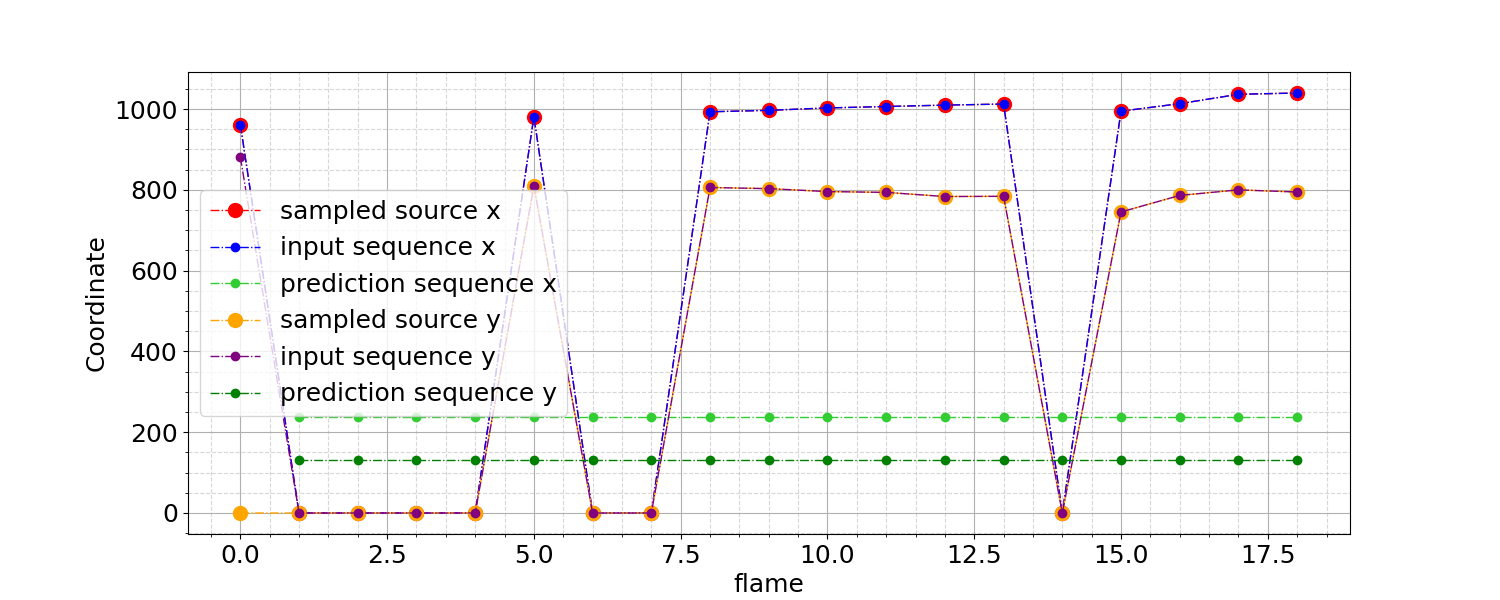 1000
800
600
400
200
0
Coordinate
sampled source x
input sequence x
prediction sequence x
sampled source y
input sequence y
prediction sequence y
0.0 2.5 5.0 7.5 10.0 12.5 15.0 17.5
flame